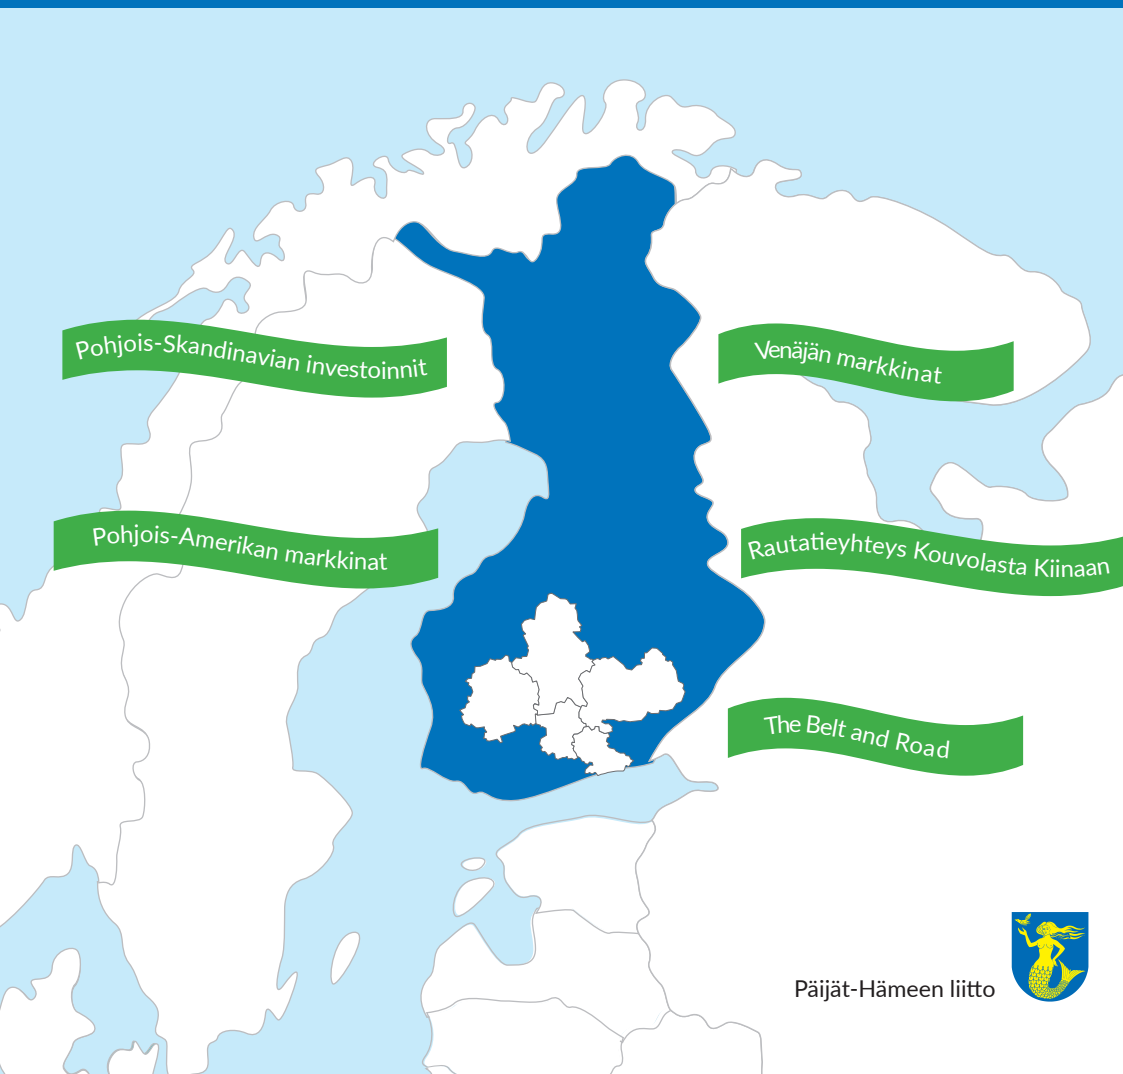 Pohjois-Skandinavian investoinnit
Venäjän markkinat
Pohjois-Amerikan markkinat
Rautatieyhteys Kouvolasta Kiinaan
The Belt and Road
Päijät-Hämeen liitto